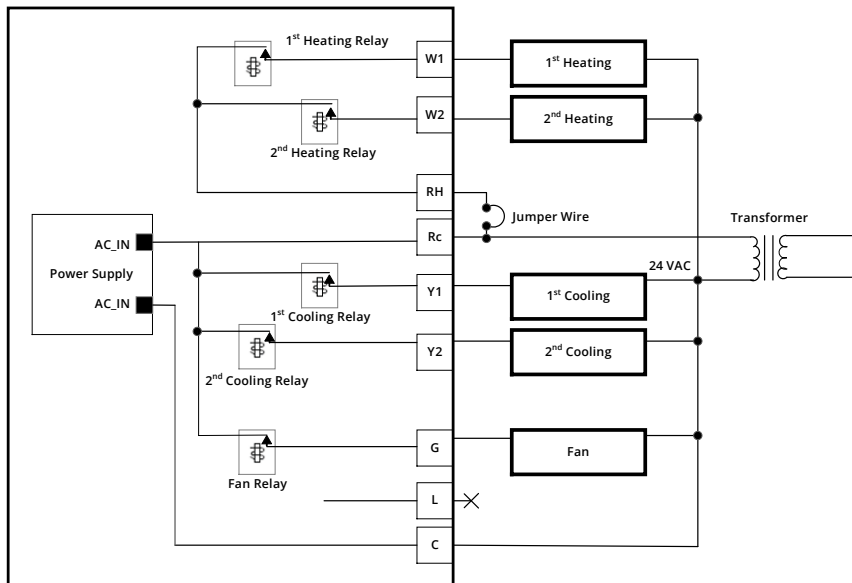 1st Heating Relay
W1
1st Heating
W2
2nd Heating
2nd Heating Relay
RH
Jumper Wire
Transformer
AC_IN
Rc
Power Supply
24 VAC
AC_IN
Y1
1st Cooling
1st Cooling Relay
Y2
2nd Cooling
2nd Cooling Relay
G
Fan
Fan Relay
L
C